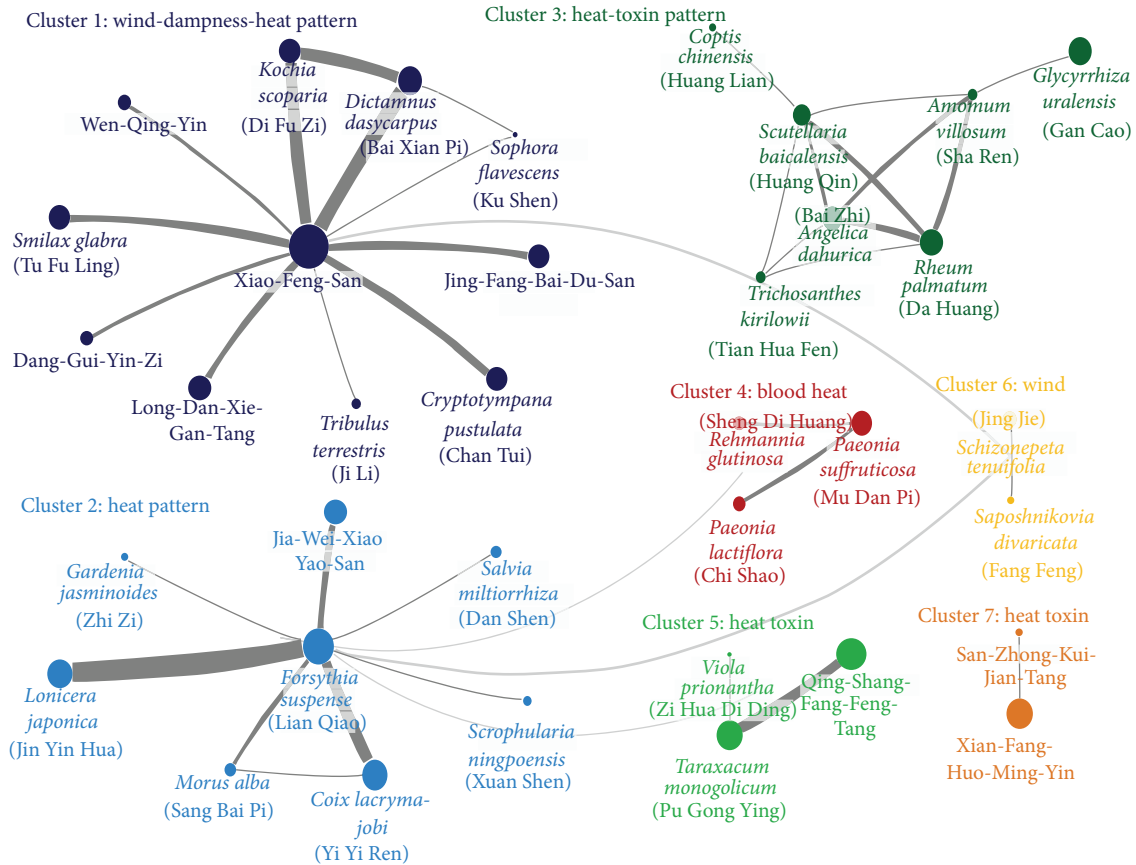 Cluster 1: wind-dampness-heat pattern
Kochia
scoparia
(Di Fu Zi)
Dictamnus
dasycarpus
(Bai Xian Pi)
Wen-Qing-Yin
Sophora
flavescens
(Ku Shen)
Smilax glabra
(Tu Fu Ling)
Xiao-Feng-San
Jing-Fang-Bai-Du-San
Dang-Gui-Yin-Zi
Long-Dan-Xie-
Gan-Tang
Tribulus
terrestris
(Ji Li)
Cryptotympana
pustulata
(Chan Tui)
Cluster 3: heat-toxin pattern
Coptis
chinensis
(Huang Lian)
Glycyrrhiza
uralensis
(Gan Cao)
Amomum
villosum
(Sha Ren)
Scutellaria
baicalensis
(Huang Qin)
(Bai Zhi)
Angelica
dahurica
Rheum
palmatum
(Da Huang)
Trichosanthes
kirilowii
(Tian Hua Fen)
Cluster 4: blood heat
(Sheng Di Huang)
Rehmannia
glutinosa
Paeonia
suffruticosa
(Mu Dan Pi)
Paeonia
lactiflora
(Chi Shao)
Cluster 6: wind
(Jing Jie)
Schizonepeta
tenuifolia
Saposhnikovia
divaricata
(Fang Feng)
Cluster 2: heat pattern
Jia-Wei-Xiao
Yao-San
Gardenia
jasminoides
(Zhi Zi)
Salvia
miltiorrhiza
(Dan Shen)
Lonicera
japonica
(Jin Yin Hua)
Forsythia
suspense
(Lian Qiao)
Scrophularia
ningpoensis
(Xuan Shen)
Morus alba
(Sang Bai Pi)
Coix lacryma-
jobi
(Yi Yi Ren)
Cluster 5: heat toxin
Viola
prionantha
(Zi Hua Di Ding)
Qing-Shang-
Fang-Feng-
Tang
Taraxacum
monogolicum
(Pu Gong Ying)
Cluster 7: heat toxin
San-Zhong-Kui-
Jian-Tang
Xian-Fang-
Huo-Ming-Yin